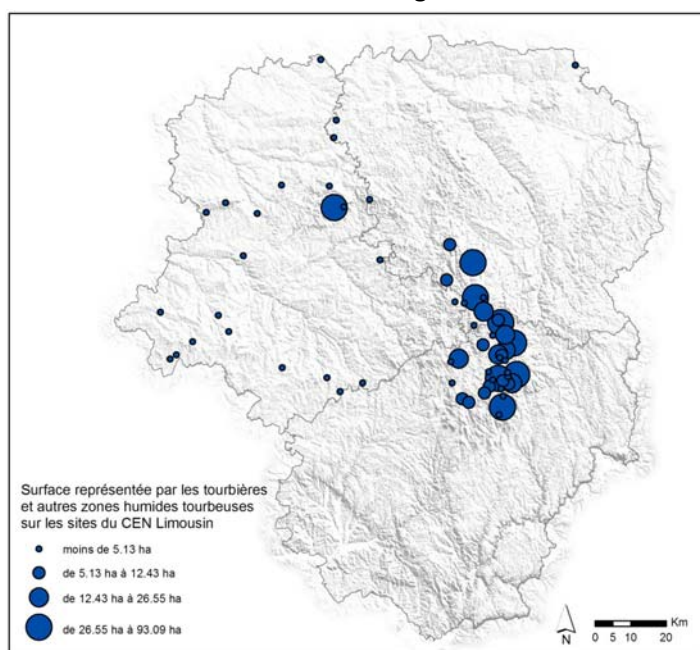 Surface représentée par les tourbières
et autres zones humides tourbeuses
sur les sites du CEN Limousin
moins de 5.13 ha
de 5.13 ha à 12.43 ha
de 12.43 ha à 26.55 ha
de 26.55 ha à 93.09 ha
N
Km
0 5 10 20